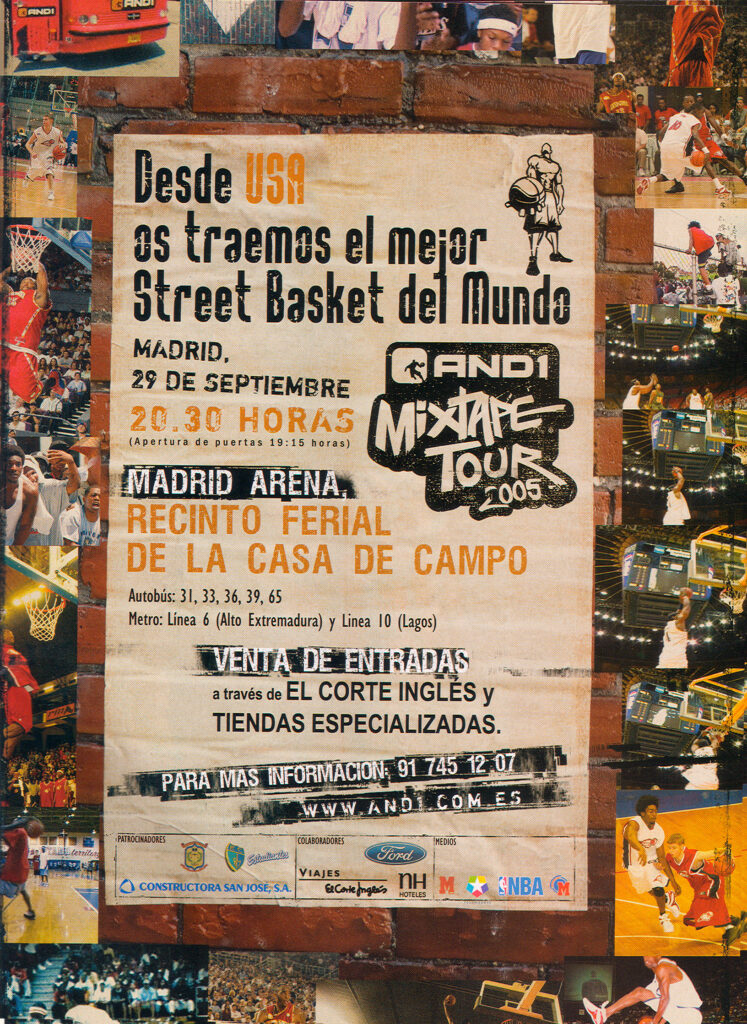 AND1
Desde USA
os traemos el mejor
Street Basket del Mundo
MADRID,
29 DE SEPTIEMBRE
20.30 HORAS
(Apertura de puertas 19:15 horas)
AND1
MIXTAPE
TOUR
2005
MADRID ARENA,
RECINTO FERIAL
DE LA CASA DE CAMPO
Autobús: 31, 33, 36, 39, 65
Metro: Línea 6 (Alto Extremadura) y Linea 10 (Lagos)
VENTA DE ENTRADAS
a través de EL CORTE INGLÉS y
TIENDAS ESPECIALIZADAS.
PARA MAS INFORMACION: 91 745 12 07
WWW.AND1.COM.ES
PATROCINADORES
CONSTRUCTORA SAN JOSÉ, S.A.
COLABORADORES
Ford
VIAJES
El Corte Inglés
NH
HOTELES
MEDIOS
M
NBA
M
AND1